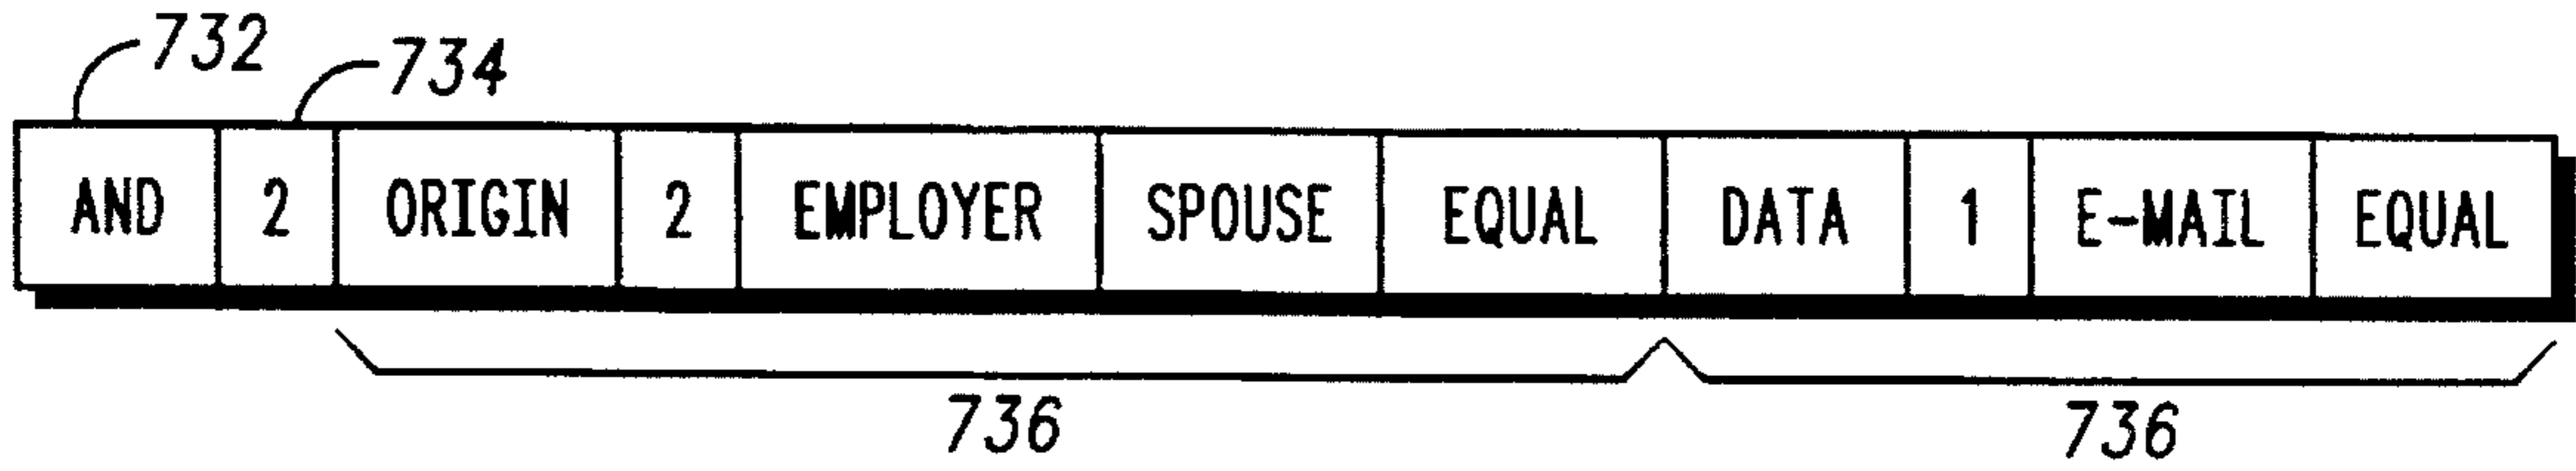 732
734
AND 2 ORIGIN 2 EMPLOYER SPOUSE EQUAL DATA 1 E-MAIL EQUAL
736 736